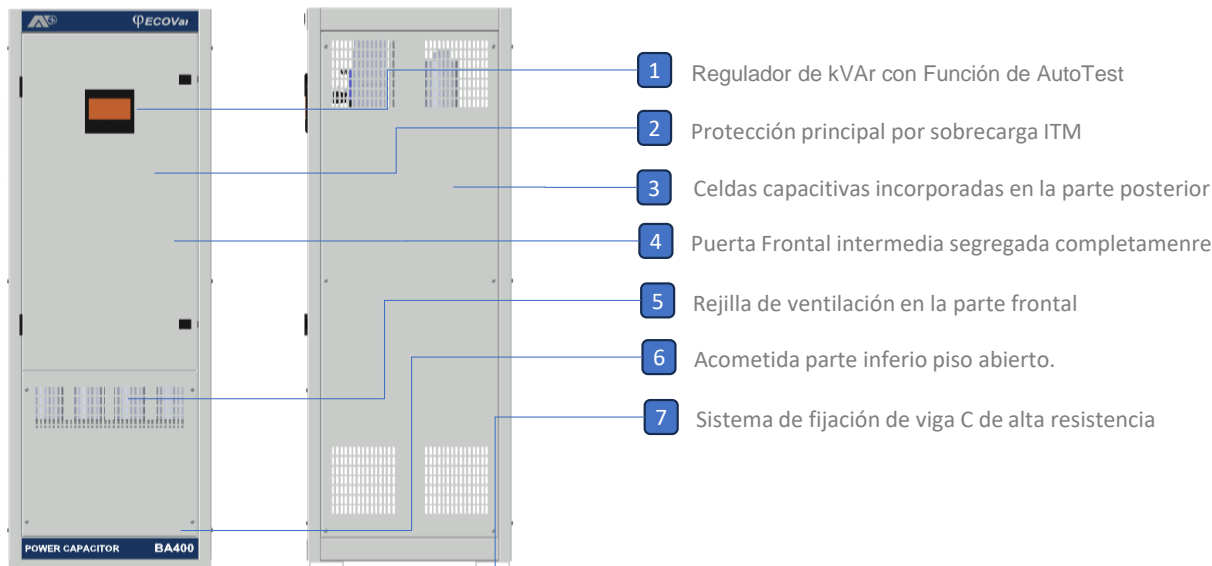 φECOVar
1 Regulador de kVAr con Función de AutoTest
2 Protección principal por sobrecarga ITM
3 Celdas capacitivas incorporadas en la parte posterior
4 Puerta Frontal intermedia segregada completamenre
5 Rejilla de ventilación en la parte frontal
6 Acometida parte inferio piso abierto.
7 Sistema de fijación de viga C de alta resistencia
POWER CAPACITOR BA400